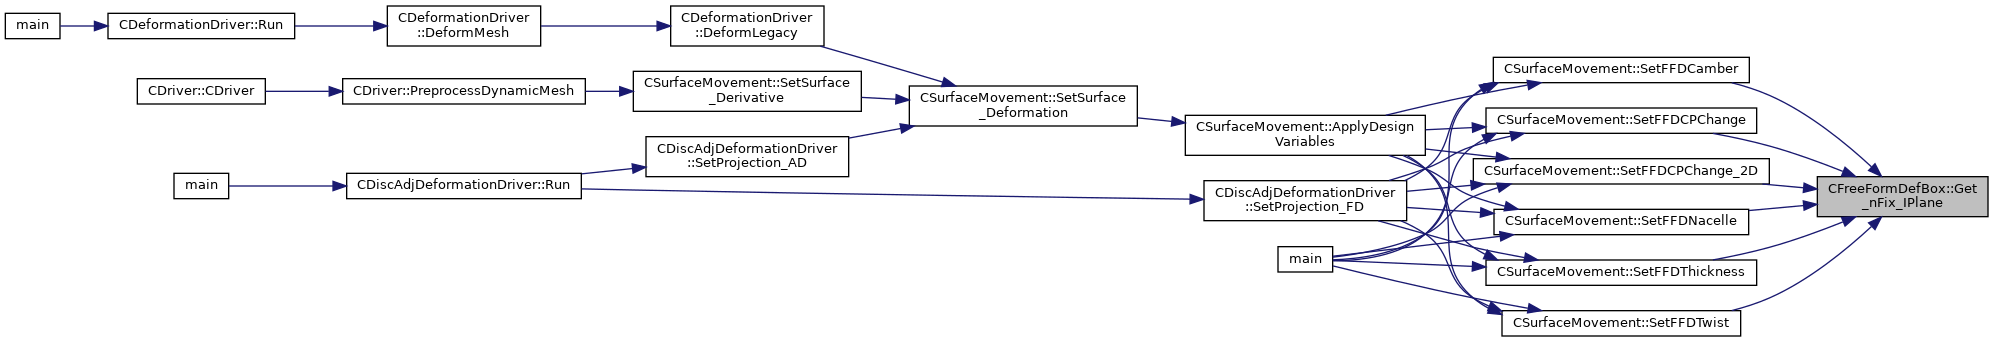 main
CDeformationDriver::Run
CDeformationDriver
::DeformMesh
CDeformationDriver
::DeformLegacy
CDriver::CDriver
CDriver::PreprocessDynamicMesh
CSurfaceMovement::SetSurface
_Derivative
CSurfaceMovement::SetSurface
_Deformation
CDiscAdjDeformationDriver
::SetProjection_AD
main
CDiscAdjDeformationDriver::Run
CSurfaceMovement::ApplyDesign
Variables
CDiscAdjDeformationDriver
::SetProjection_FD
main
CSurfaceMovement::SetFFDCamber
CSurfaceMovement::SetFFDCPChange
CSurfaceMovement::SetFFDCPChange_2D
CSurfaceMovement::SetFFDNacelle
CSurfaceMovement::SetFFDThickness
CSurfaceMovement::SetFFDTwist
CFreeFormDefBox::Get
_nFix_IPlane